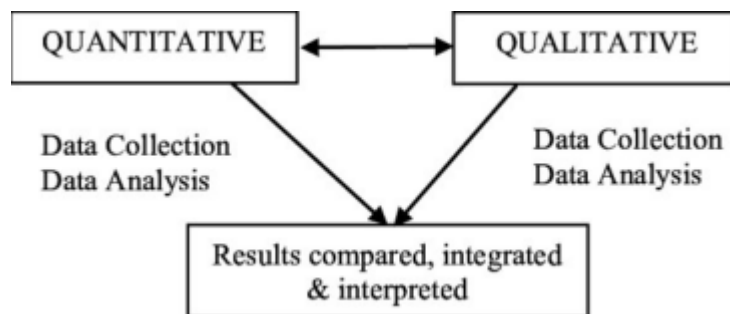 QUANTITATIVE
QUALITATIVE
Data Collection
Data Analysis
Data Collection
Data Analysis
Results compared, integrated
& interpreted